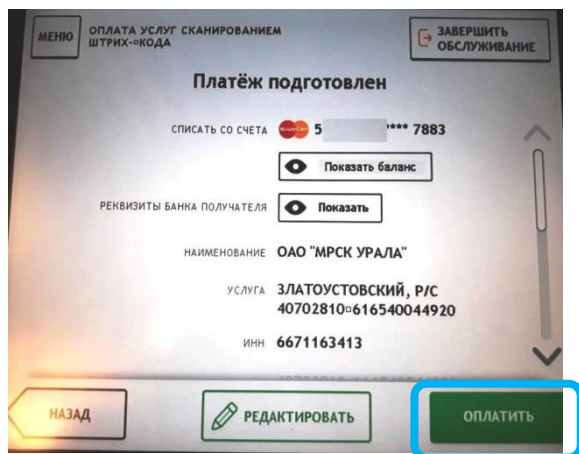 МЕНЮ
ОПЛАТА УСЛУГ СКАНИРОВАНИЕМ
ШТРИХ-¤КОДА
ЗАВЕРШИТЬ
ОБСЛУЖИВАНИЕ
Платёж подготовлен
СПИСАТЬ СО СЧЕТА 5 **** 7883
Показать баланс
РЕКВИЗИТЫ БАНКА ПОЛУЧАТЕЛЯ Показать
НАИМЕНОВАНИЕ ОАО "МРСК УРАЛА"
УСЛУГА ЗЛАТОУСТОВСКИЙ, Р/С
40702810¤616540044920
ИНН 6671163413
НАЗАД
РЕДАКТИРОВАТЬ
ОПЛАТИТЬ